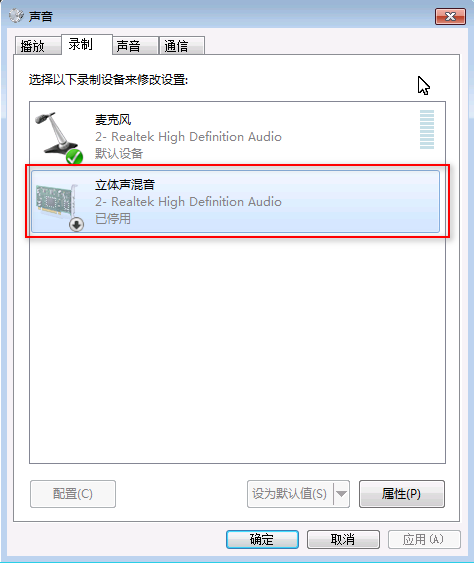 声音
播放 录制 声音 通信
选择以下录制设备来修改设置:
麦克风
2- Realtek High Definition Audio
默认设备
立体声混音
2- Realtek High Definition Audio
已停用
配置(C) 设为默认值(S) 属性(P)
确定 取消 应用(A)